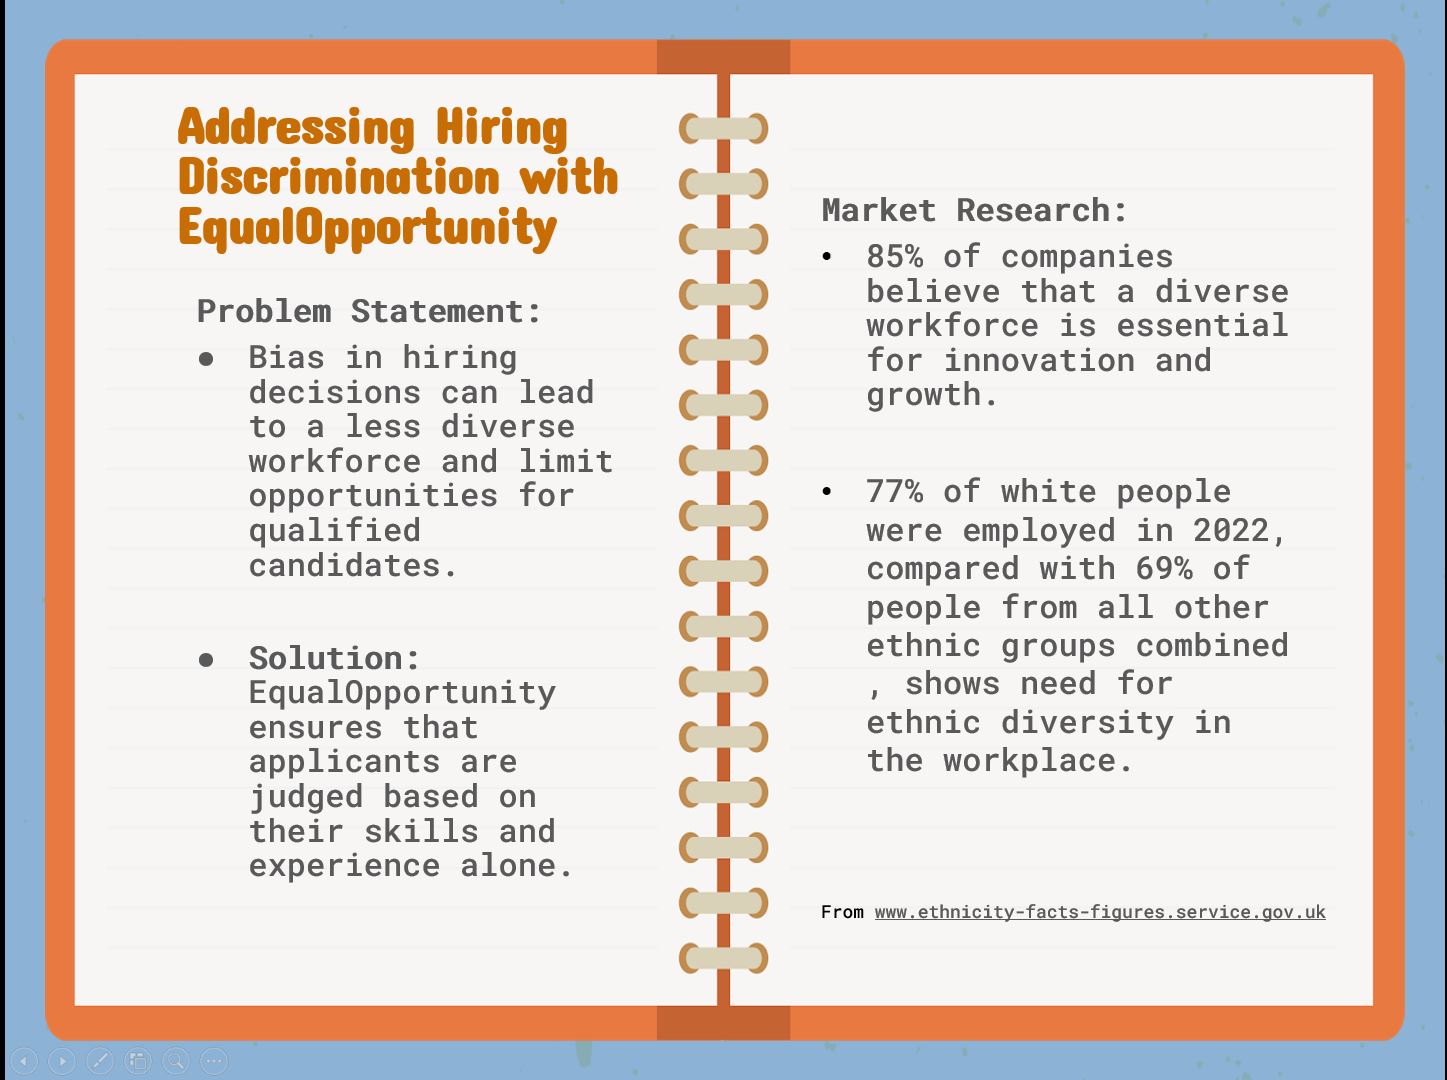 Addressing Hiring
Discrimination with
EqualOpportunity
Problem Statement:
● Bias in hiring
decisions can lead
to a less diverse
workforce and limit
opportunities for
qualified
candidates.
● Solution:
EqualOpportunity
ensures that
applicants are
judged based on
their skills and
experience alone.
Market Research:
• 85% of companies
believe that a diverse
workforce is essential
for innovation and
growth.
• 77% of white people
were employed in 2022,
compared with 69% of
people from all other
ethnic groups combined
, shows need for
ethnic diversity in
the workplace.
From www.ethnicity-facts-figures.service.gov.uk